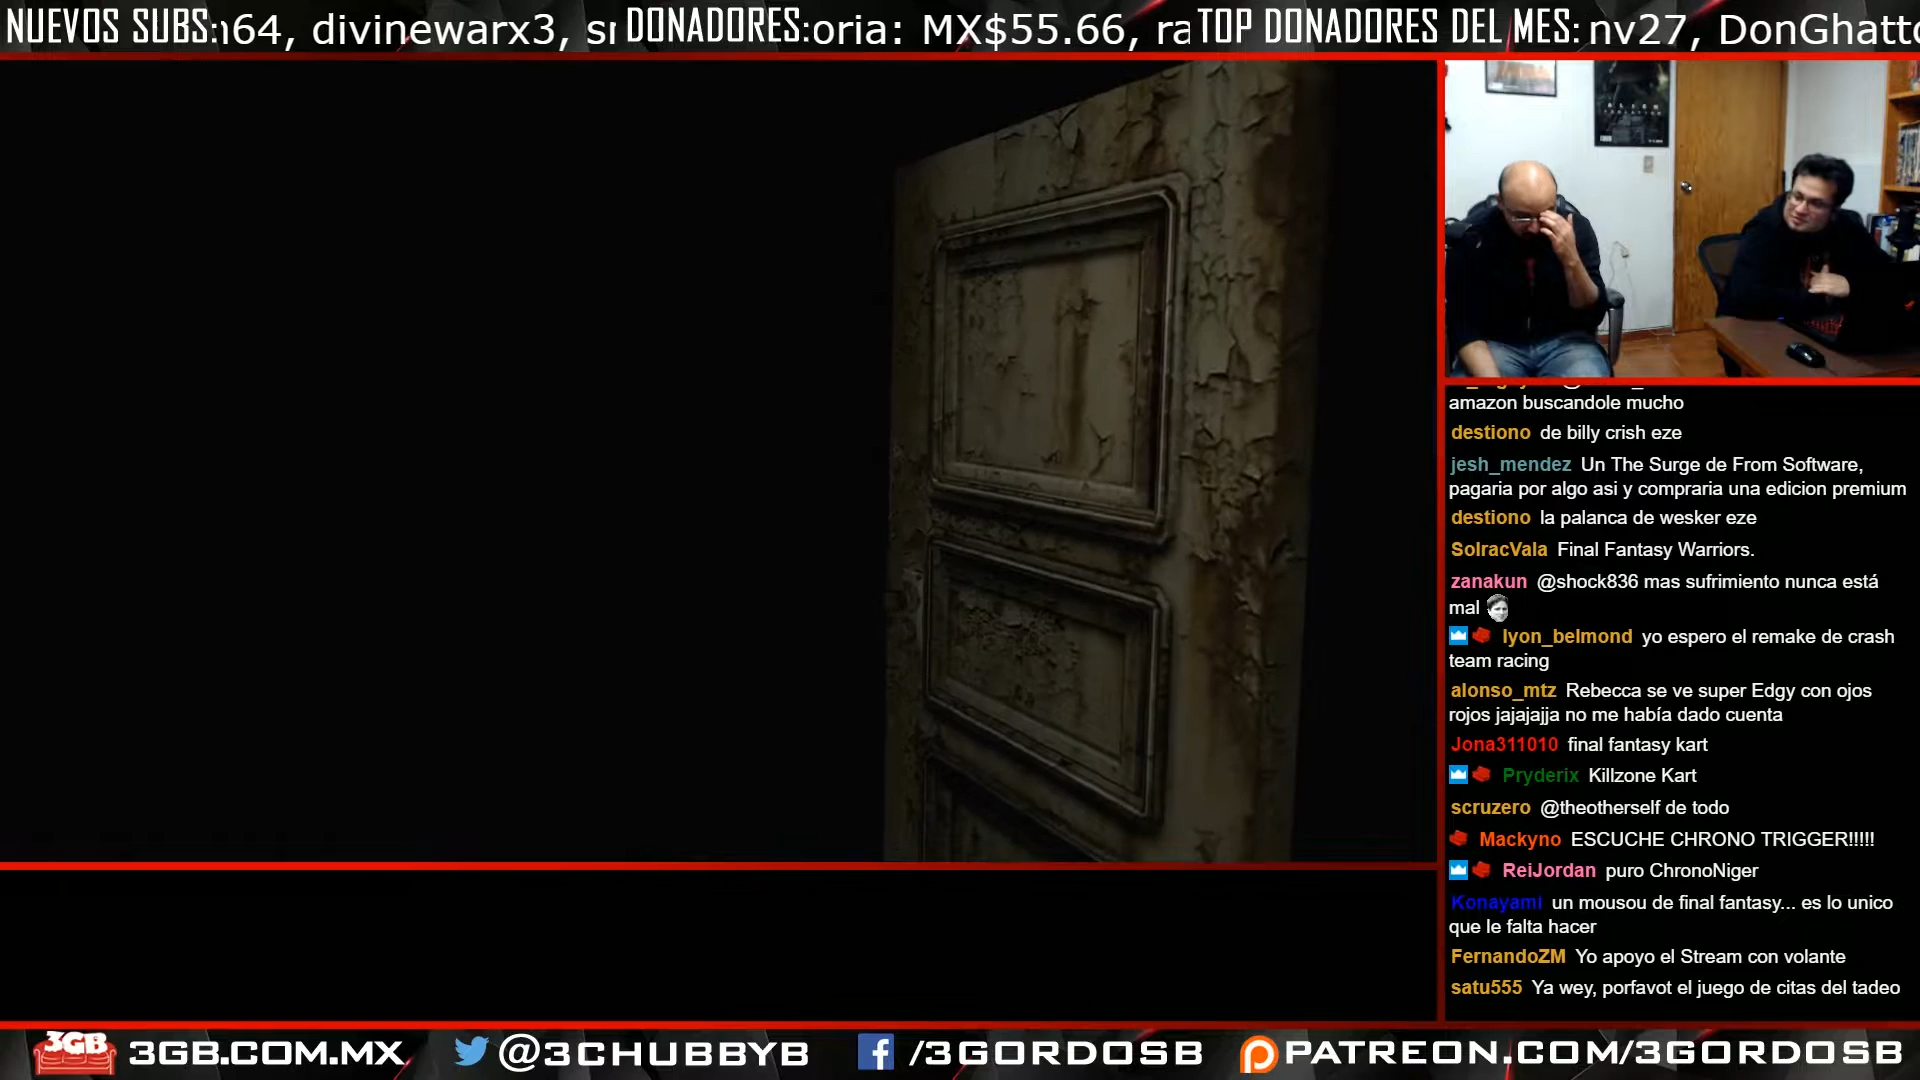 NUEVOS SUBS: 164, divinewarx3, sr DONADORES: oria: MX$55.66, ra TOP DONADORES DEL MES: nv27, DonGhatto
ALIEN
amazon buscandole mucho
destiono de billy crish eze
jesh_mendez Un The Surge de From Software,
pagaria por algo asi y compraria una edicion premium
destiono la palanca de wesker eze
SolracVala Final Fantasy Warriors.
zanakun @shock836 mas sufrimiento nunca está
mal
lyon_belmond yo espero el remake de crash
team racing
alonso_mtz Rebecca se ve super Edgy con ojos
rojos jajajajja no me había dado cuenta
Jona311010 final fantasy kart
Pryderix Killzone Kart
scruzero @theotherself de todo
Mackyno ESCUCHE CHRONO TRIGGER!!!!!
ReiJordan puro ChronoNiger
Konayami un mousou de final fantasy... es lo unico
que le falta hacer
FernandoZM Yo apoyo el Stream con volante
satu555 Ya wey, porfavot el juego de citas del tadeo
3GB 3GB.COM.MX @3CHUBBYB /3GORDOSB PATREON.COM/3GORDOSB